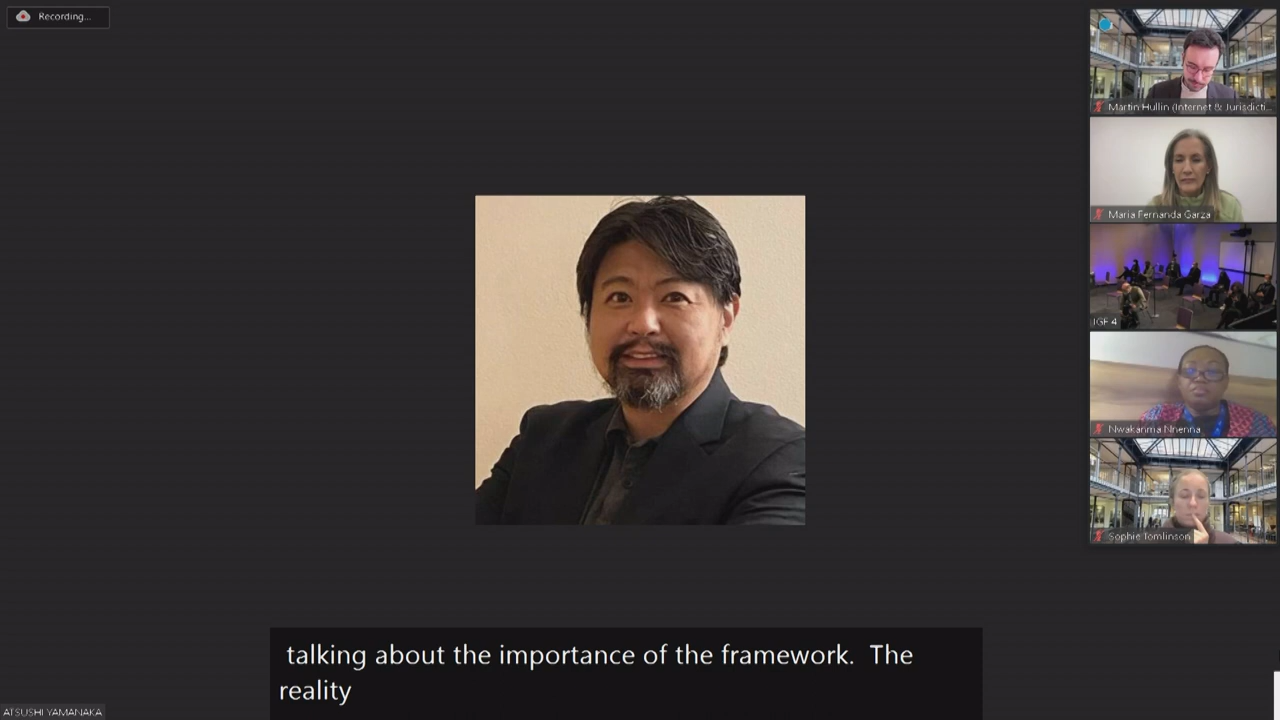 Recording...
Martin Hullin (Internet & Jurisdicti...
Maria Fernanda Garza
IGF 4
Nwakanma Nnenna
Sophie Tomlinson
talking about the importance of the framework. The
reality
ATSUSHI YAMANAKA